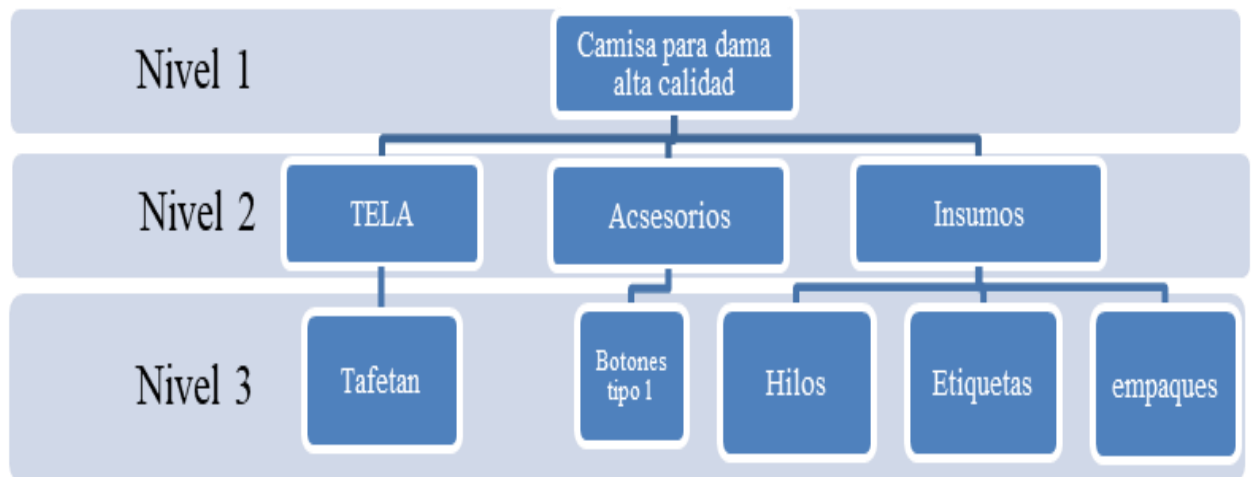 Nivel 1
Camisa para dama
alta calidad
Nivel 2
TELA
Acsesorios
Insumos
Nivel 3
Tafetan
Botones
tipo 1
Hilos
Etiquetas
empaques